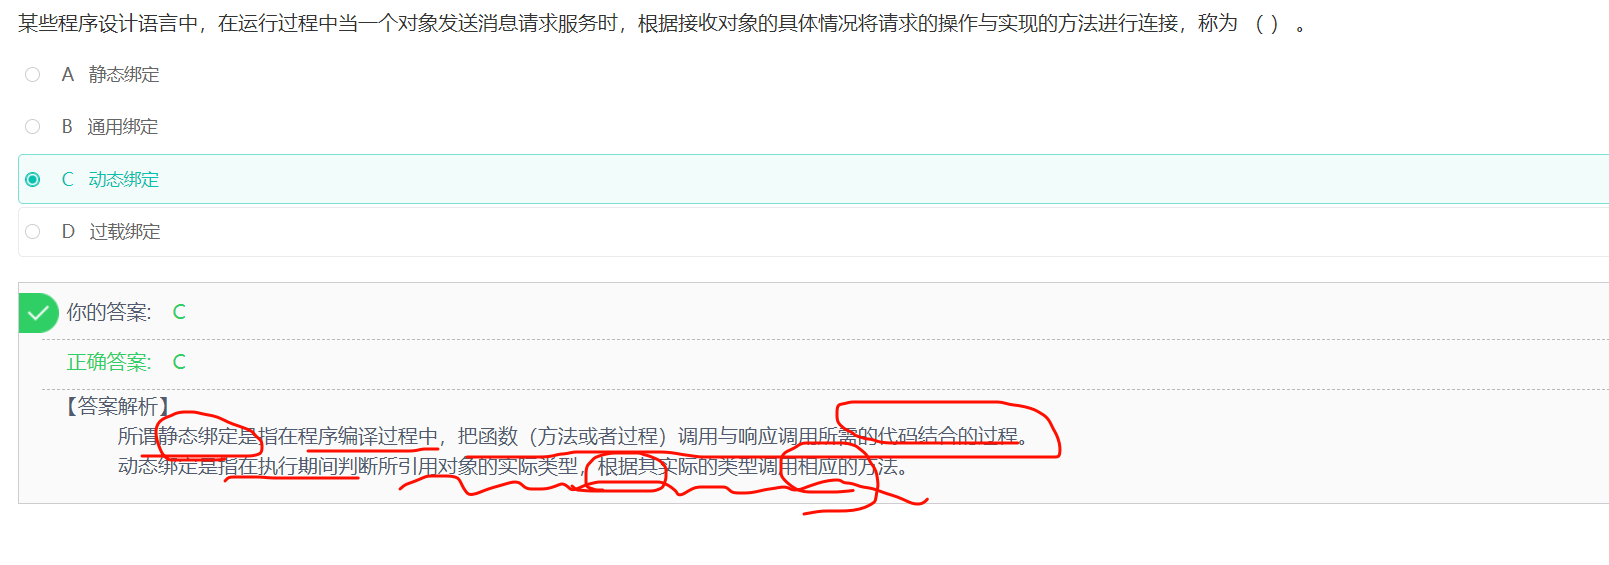 某些程序设计语言中，在运行过程中当一个对象发送消息请求服务时，根据接收对象的具体情况将请求的操作与实现的方法进行连接，称为 （ ） 。
A 静态绑定
B 通用绑定
C 动态绑定
D 过载绑定
你的答案: C
正确答案: C
【答案解析】
所谓静态绑定是指在程序编译过程中，把函数（方法或者过程）调用与响应调用所需的代码结合的过程。
动态绑定是指在执行期间判断所引用对象的实际类型，根据其实际的类型调用相应的方法。